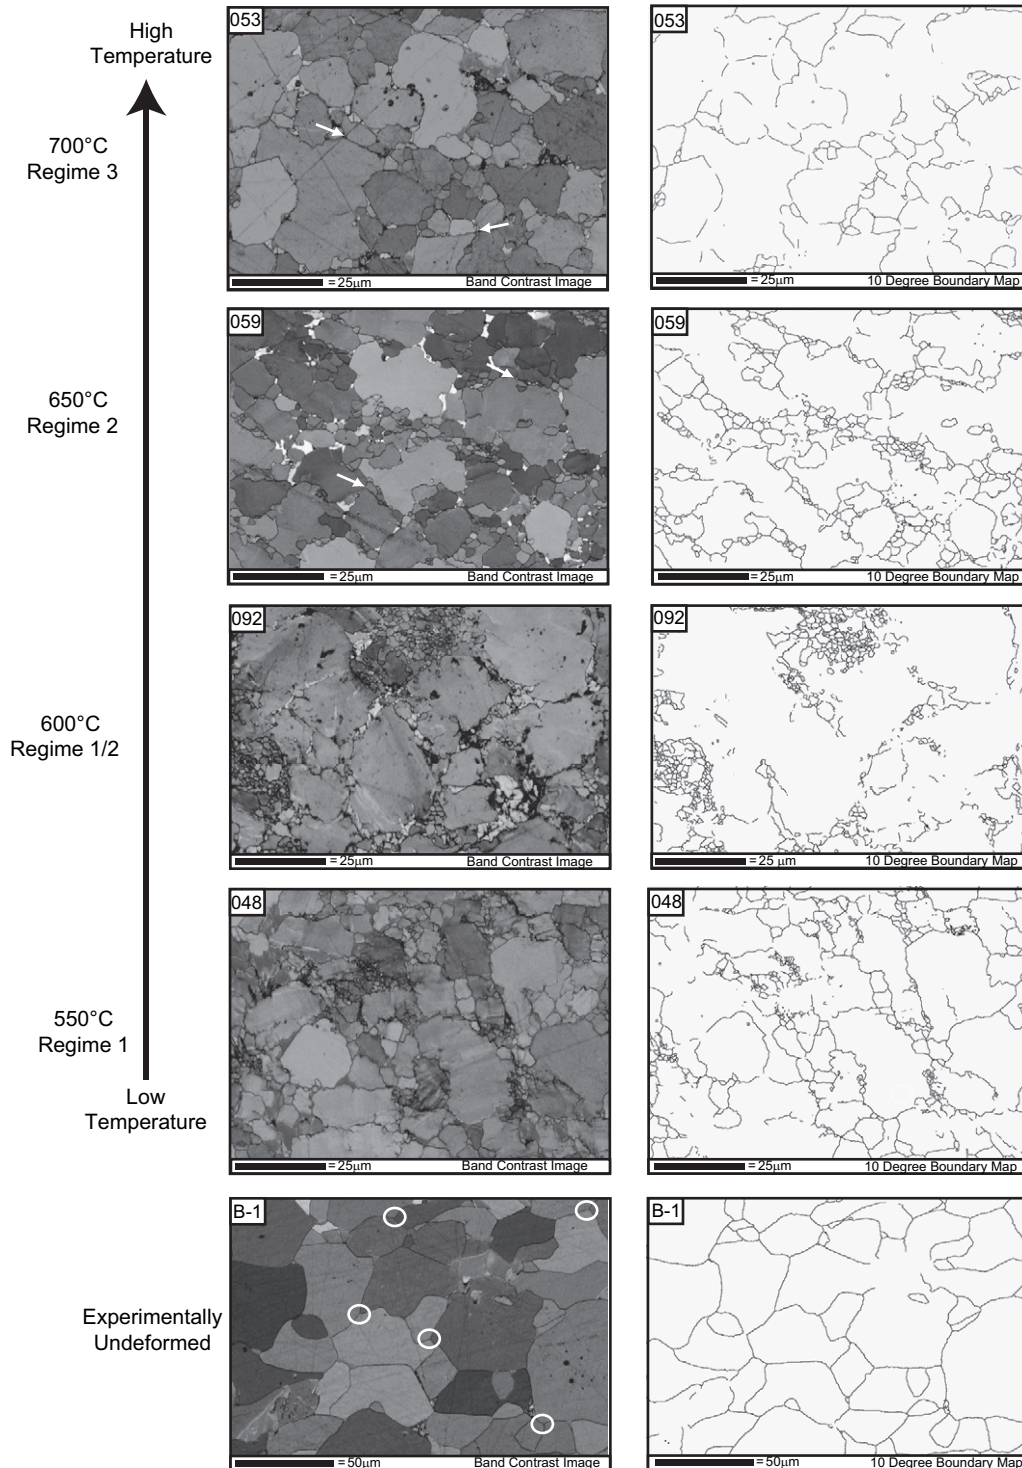 High
Temperature
700°C
Regime 3
053
=25μm
Band Contrast Image
053
=25μm
10 Degree Boundary Map
650°C
Regime 2
059
=25μm
Band Contrast Image
059
=25μm
10 Degree Boundary Map
600°C
Regime 1/2
092
=25μm
Band Contrast Image
092
=25 μm
10 Degree Boundary Map
550°C
Regime 1
Low
Temperature
048
=25μm
Band Contrast Image
048
=25μm
10 Degree Boundary Map
Experimentally
Undeformed
B-1
=50μm
Band Contrast Image
B-1
=50μm
10 Degree Boundary Map